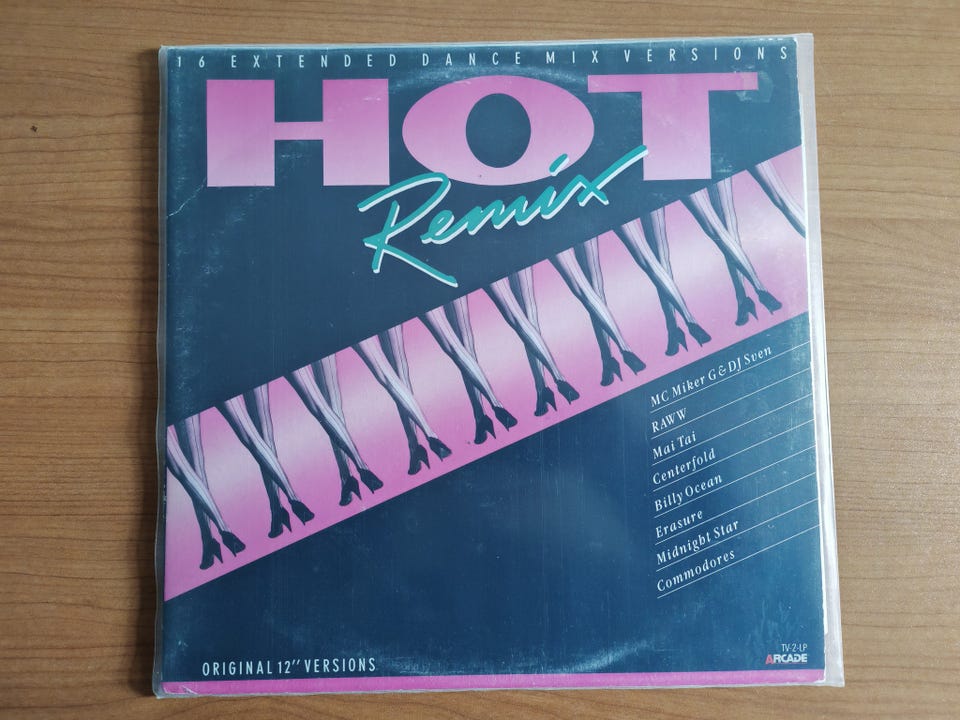 16 EXTENDED DANCE MIX VERSIONS
HOT
Remix
MC Miker G & DJ Sven
RAWW
Mai Tai
Centerfold
Billy Ocean
Erasure
Midnight Star
Commodores
ORIGINAL 12" VERSIONS
TV-2-LP
ARCADE